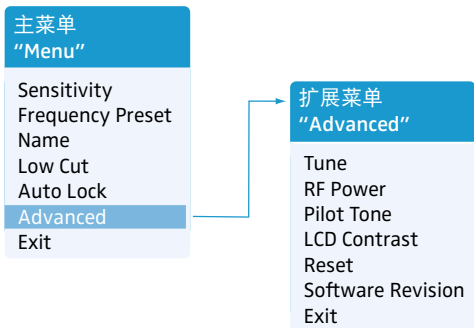 主菜单
“Menu”
Sensitivity
Frequency Preset
Name
Low Cut
Auto Lock
Advanced
Exit
扩展菜单
“Advanced”
Tune
RF Power
Pilot Tone
LCD Contrast
Reset
Software Revision
Exit